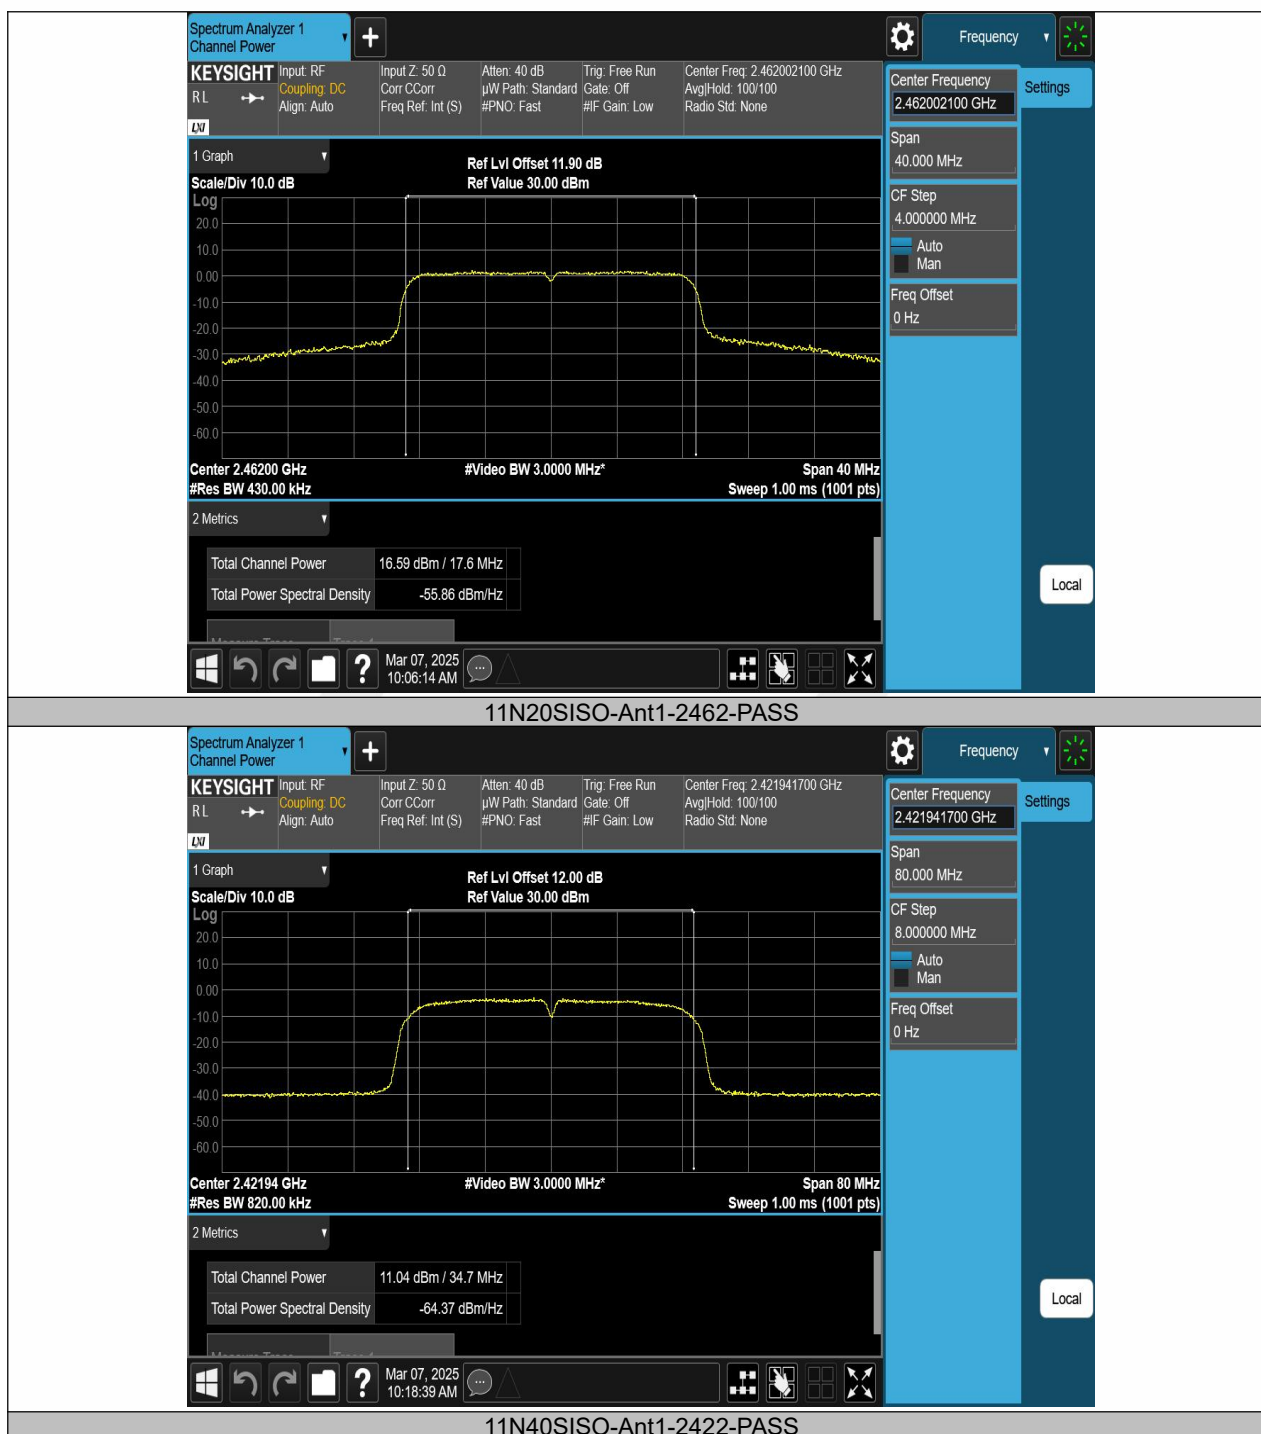 Spectrum Analyzer 1
Channel Power
Frequency
KEYSIGHT
R L
LXI
Input: RF
Coupling: DC
Align: Auto
Input Z: 50 Ω
Corr CCorr
Freq Ref: Int (S)
Atten: 40 dB
µW Path: Standard
#PNO: Fast
Trig: Free Run
Gate: Off
#IF Gain: Low
Center Freq: 2.462002100 GHz
Avg|Hold: 100/100
Radio Std: None
Center Frequency
2.462002100 GHz
Settings
Span
40.000 MHz
CF Step
4.000000 MHz
Auto
Man
Freq Offset
0 Hz
1 Graph
Scale/Div 10.0 dB
Ref Lvl Offset 11.90 dB
Ref Value 30.00 dBm
Log
20.0
10.0
0.00
-10.0
-20.0
-30.0
-40.0
-50.0
-60.0
Center 2.46200 GHz
#Res BW 430.00 kHz
#Video BW 3.0000 MHz*
Span 40 MHz
Sweep 1.00 ms (1001 pts)
2 Metrics
Total Channel Power 16.59 dBm / 17.6 MHz
Total Power Spectral Density -55.86 dBm/Hz
Local
?
Mar 07, 2025
10:06:14 AM
11N20SISO-Ant1-2462-PASS
Spectrum Analyzer 1
Channel Power
Frequency
KEYSIGHT
R L
LXI
Input: RF
Coupling: DC
Align: Auto
Input Z: 50 Ω
Corr CCorr
Freq Ref: Int (S)
Atten: 40 dB
µW Path: Standard
#PNO: Fast
Trig: Free Run
Gate: Off
#IF Gain: Low
Center Freq: 2.421941700 GHz
Avg|Hold: 100/100
Radio Std: None
Center Frequency
2.421941700 GHz
Settings
Span
80.000 MHz
CF Step
8.000000 MHz
Auto
Man
Freq Offset
0 Hz
1 Graph
Scale/Div 10.0 dB
Ref Lvl Offset 12.00 dB
Ref Value 30.00 dBm
Log
20.0
10.0
0.00
-10.0
-20.0
-30.0
-40.0
-50.0
-60.0
Center 2.42194 GHz
#Res BW 820.00 kHz
#Video BW 3.0000 MHz*
Span 80 MHz
Sweep 1.00 ms (1001 pts)
2 Metrics
Total Channel Power 11.04 dBm / 34.7 MHz
Total Power Spectral Density -64.37 dBm/Hz
Local
?
Mar 07, 2025
10:18:39 AM
11N40SISO-Ant1-2422-PASS